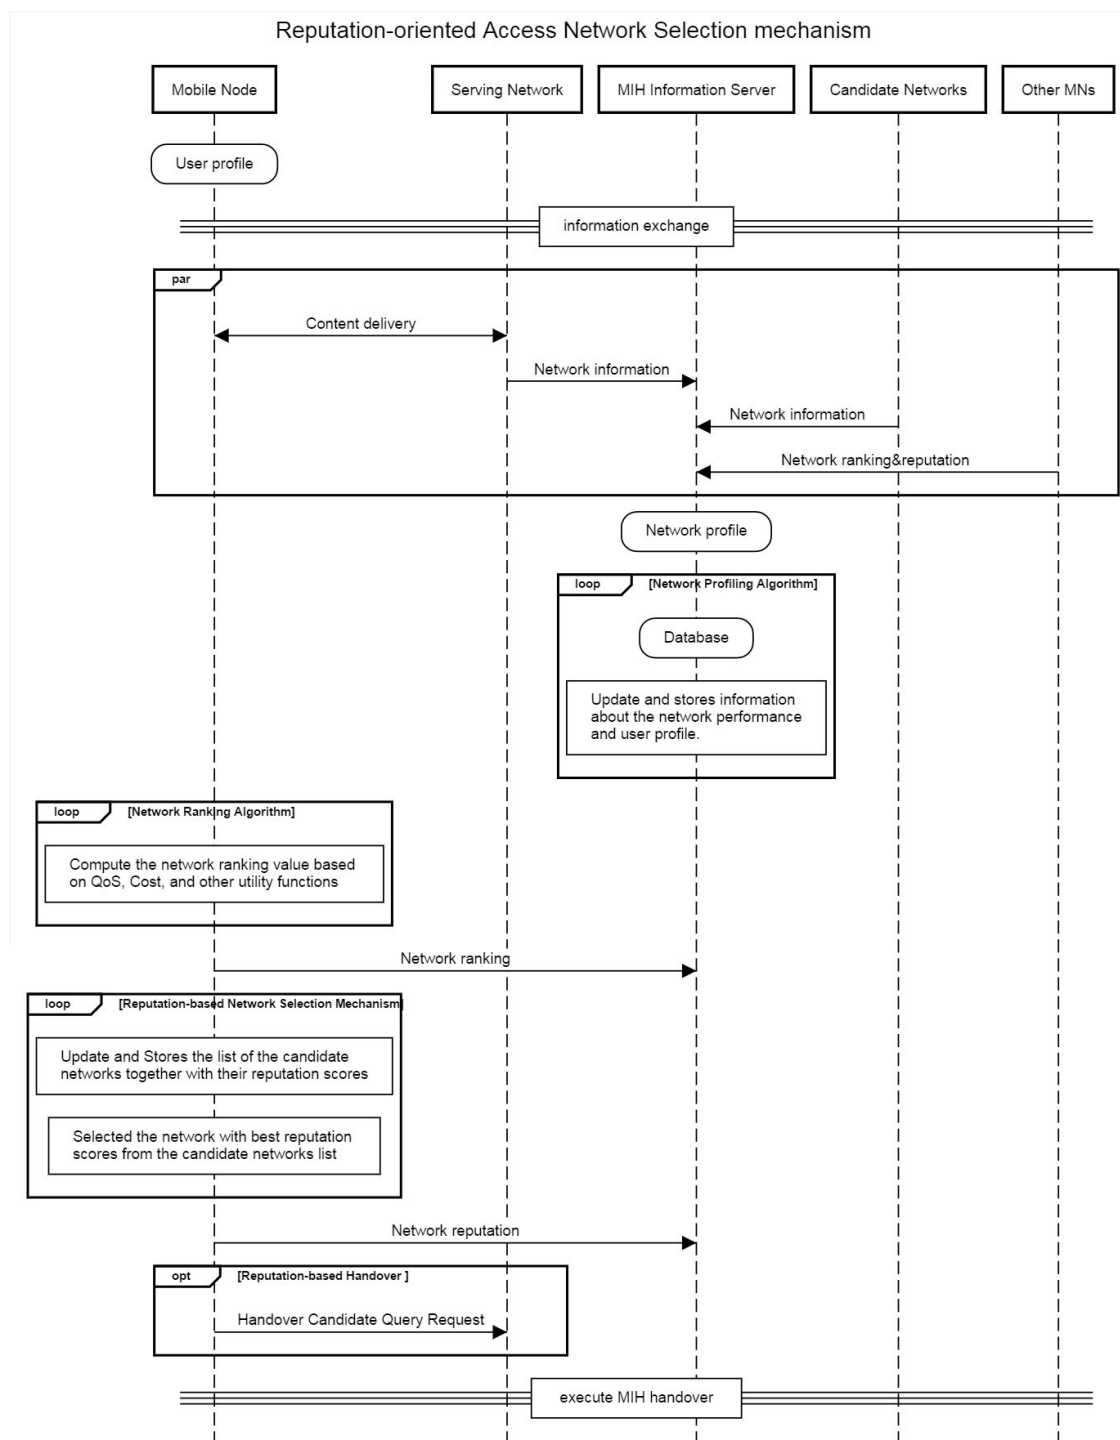 Reputation-oriented Access Network Selection mechanism
Mobile Node
Serving Network
MIH Information Server
Candidate Networks
Other MNs
User profile
information exchange
par
Content delivery
Network information
Network information
Network ranking&reputation
Network profile
loop
[Network Profiling Algorithm]
Database
Update and stores information
about the network performance
and user profile.
loop
[Network Ranking Algorithm]
Compute the network ranking value based
on QoS, Cost, and other utility functions
Network ranking
loop
[Reputation-based Network Selection Mechanism]
Update and Stores the list of the candidate
networks together with their reputation scores
Selected the network with best reputation
scores from the candidate networks list
Network reputation
opt
[Reputation-based Handover ]
Handover Candidate Query Request
execute MIH handover